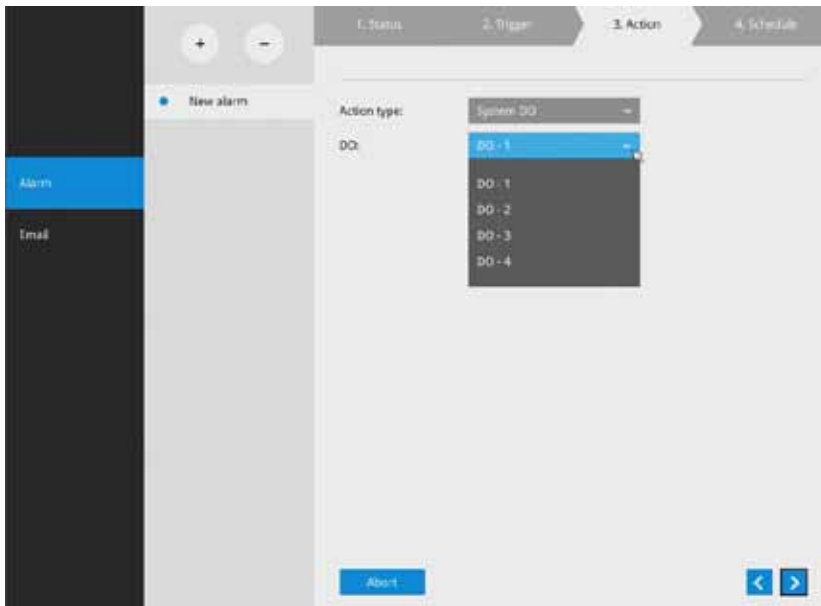 1. Status
2. Trigger
3. Action
4. Schedule
+
-
New alarm
Action type:
System DO
DO:
DO - 1
DO - 1
DO - 2
DO - 3
DO - 4
Alarm
Email
Abort
<
>